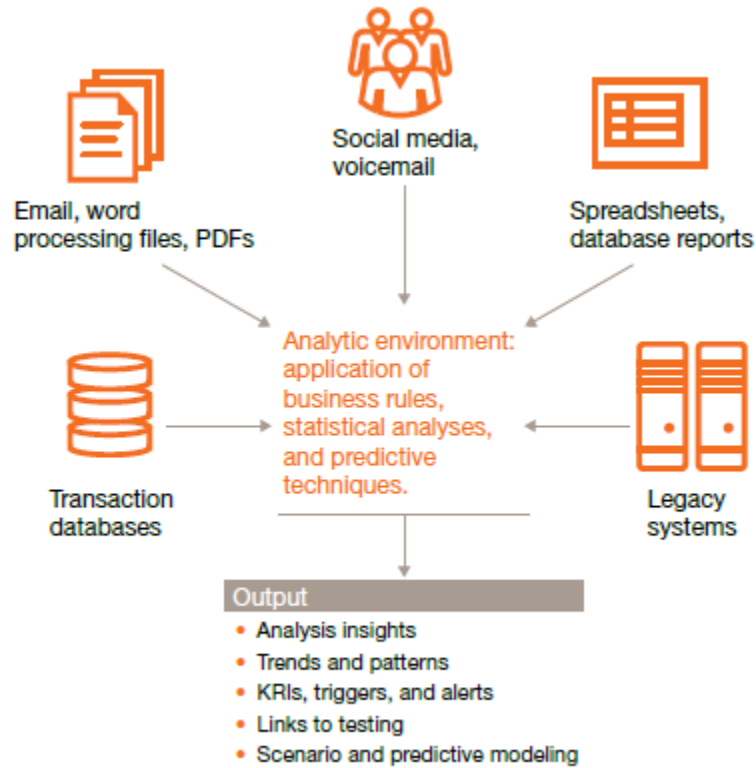 Social media,
voicemail
Email, word
processing files, PDFs
Spreadsheets,
database reports
Analytic environment:
application of
business rules,
statistical analyses,
and predictive
techniques.
Transaction
databases
Legacy
systems
Output
• Analysis insights
• Trends and patterns
• KRIs, triggers, and alerts
• Links to testing
• Scenario and predictive modeling